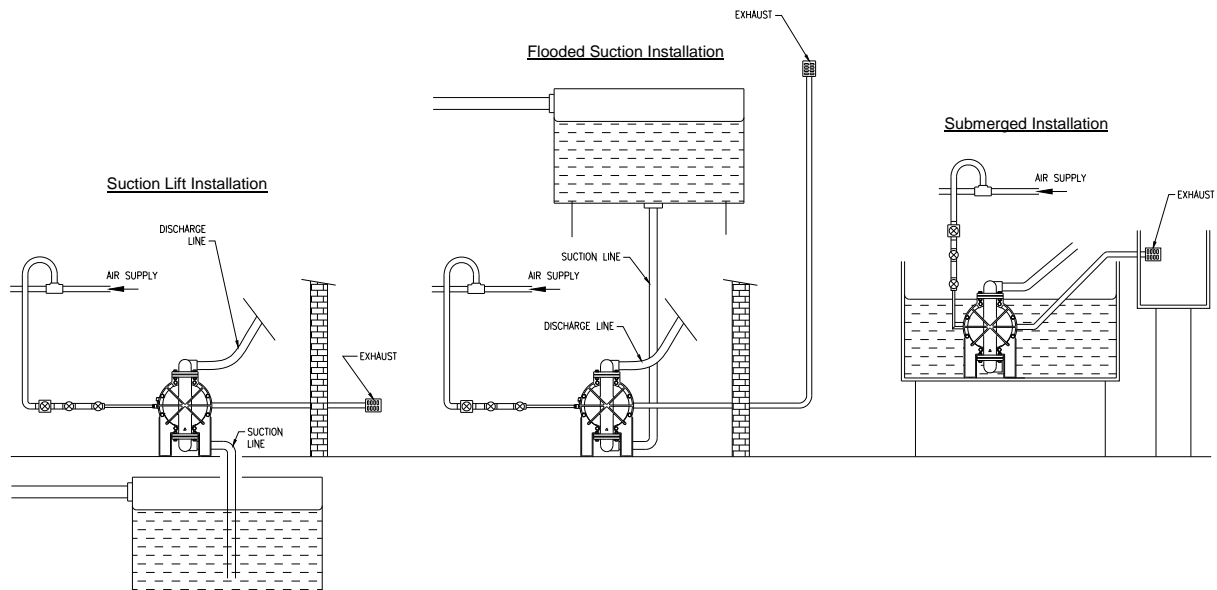 Suction Lift Installation
DISCHARGE
LINE
AIR SUPPLY
EXHAUST
SUCTION
LINE
Flooded Suction Installation
EXHAUST
SUCTION LINE
AIR SUPPLY
DISCHARGE LINE
Submerged Installation
AIR SUPPLY
EXHAUST